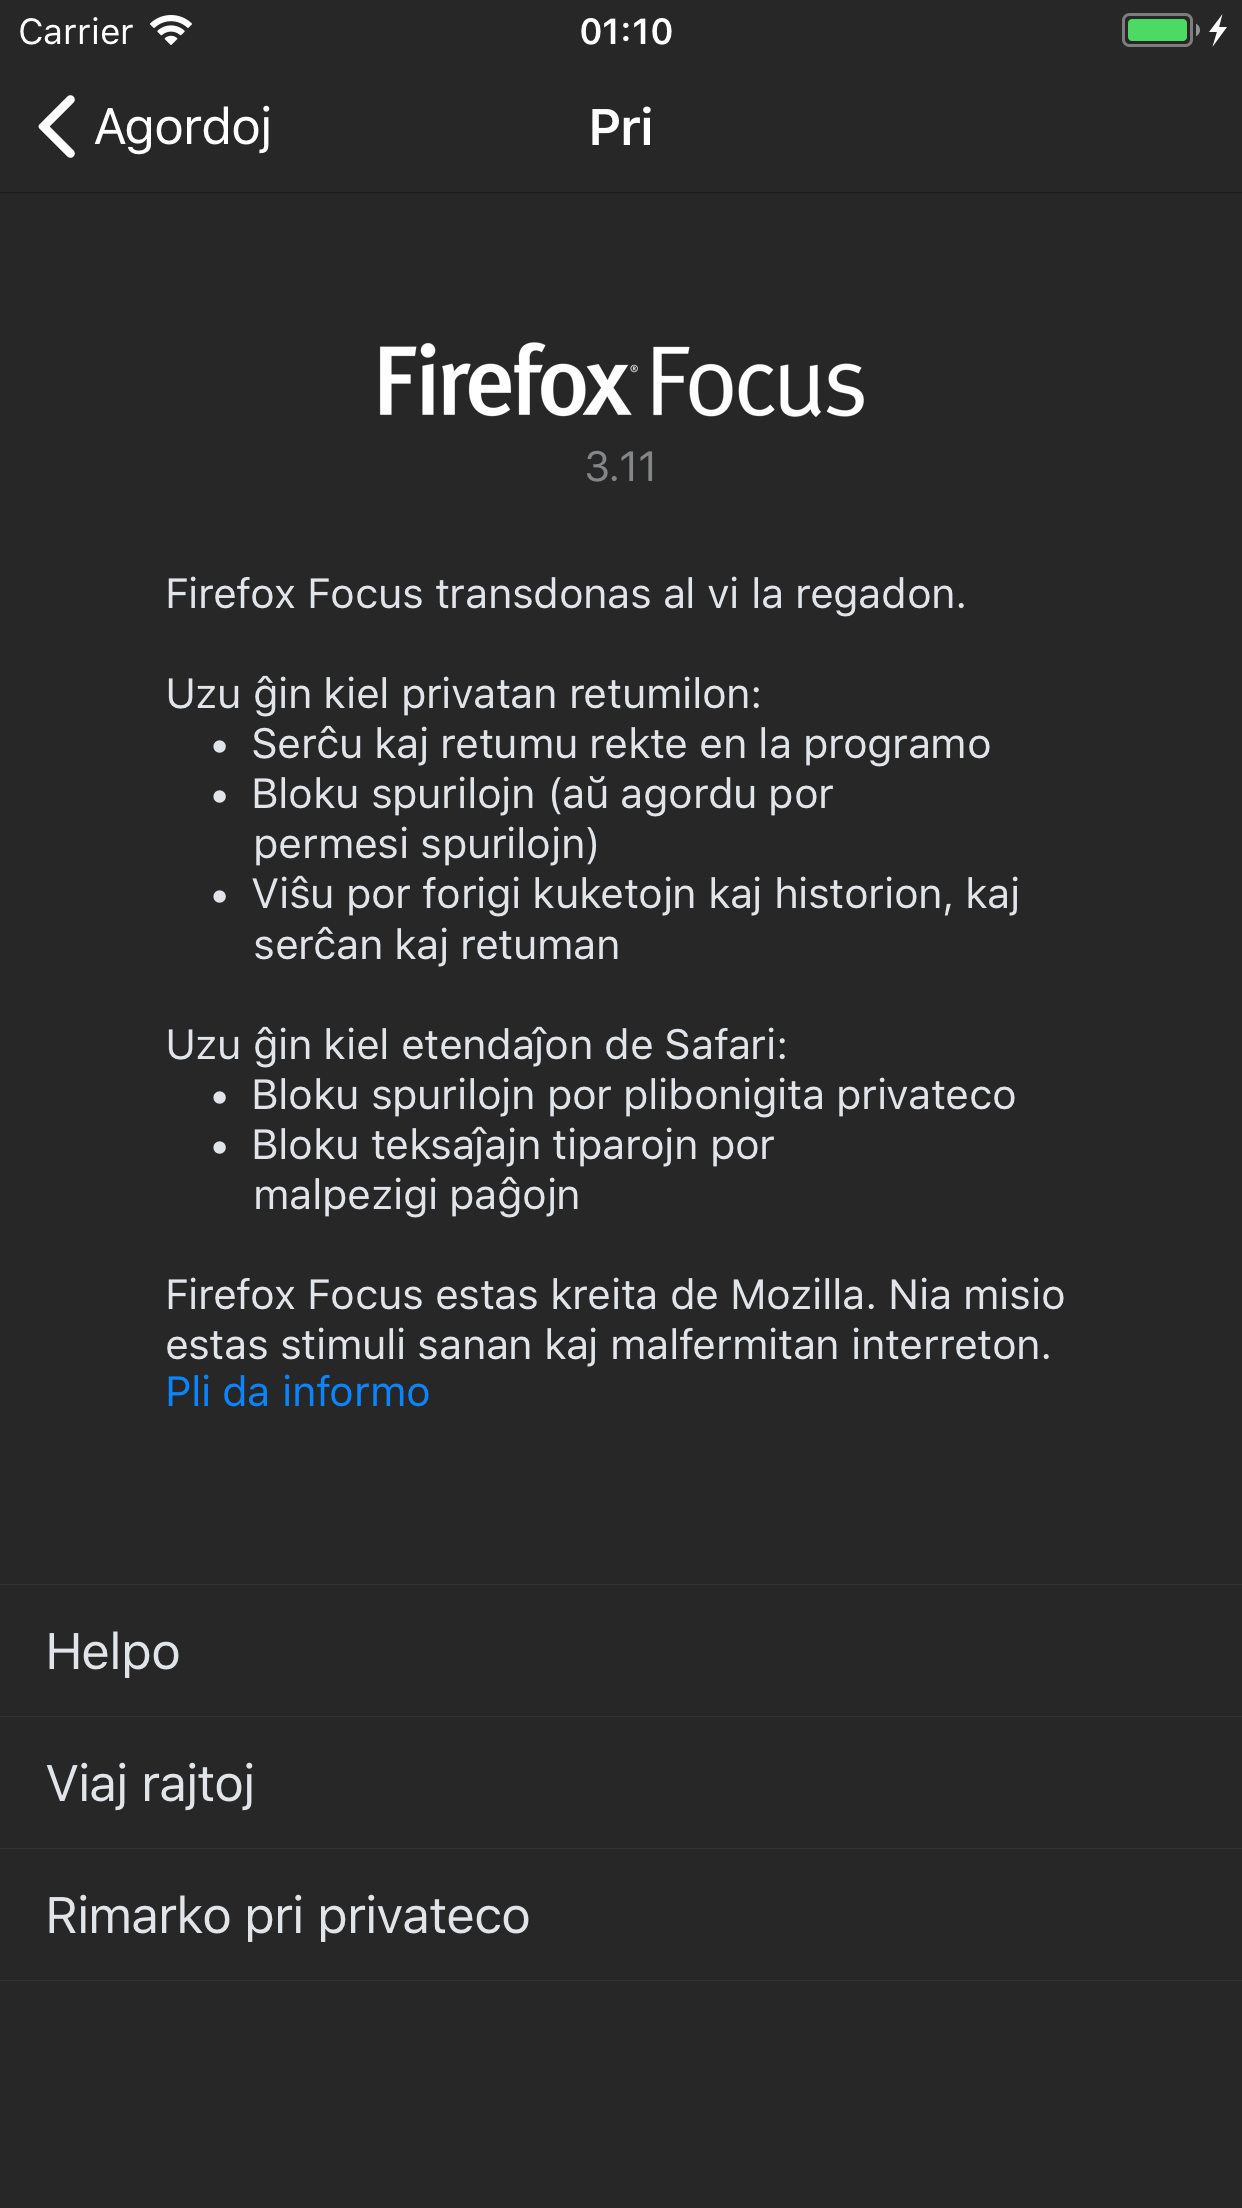 Carrier 01:10
Agordoj Pri
Firefox® Focus
3.11
Firefox Focus transdonas al vi la regadon.
Uzu ĝin kiel privatan retumilon:
• Serĉu kaj retumu rekte en la programo
• Bloku spurilojn (aŭ agordu por
permesi spurilojn)
• Viŝu por forigi kuketojn kaj historion, kaj
serĉan kaj retuman
Uzu ĝin kiel etendaĵon de Safari:
• Bloku spurilojn por plibonigita privateco
• Bloku teksaĵajn tiparojn por
malpezigi paĝojn
Firefox Focus estas kreita de Mozilla. Nia misio
estas stimuli sanan kaj malfermitan interreton.
Pli da informo
Helpo
Viaj rajtoj
Rimarko pri privateco